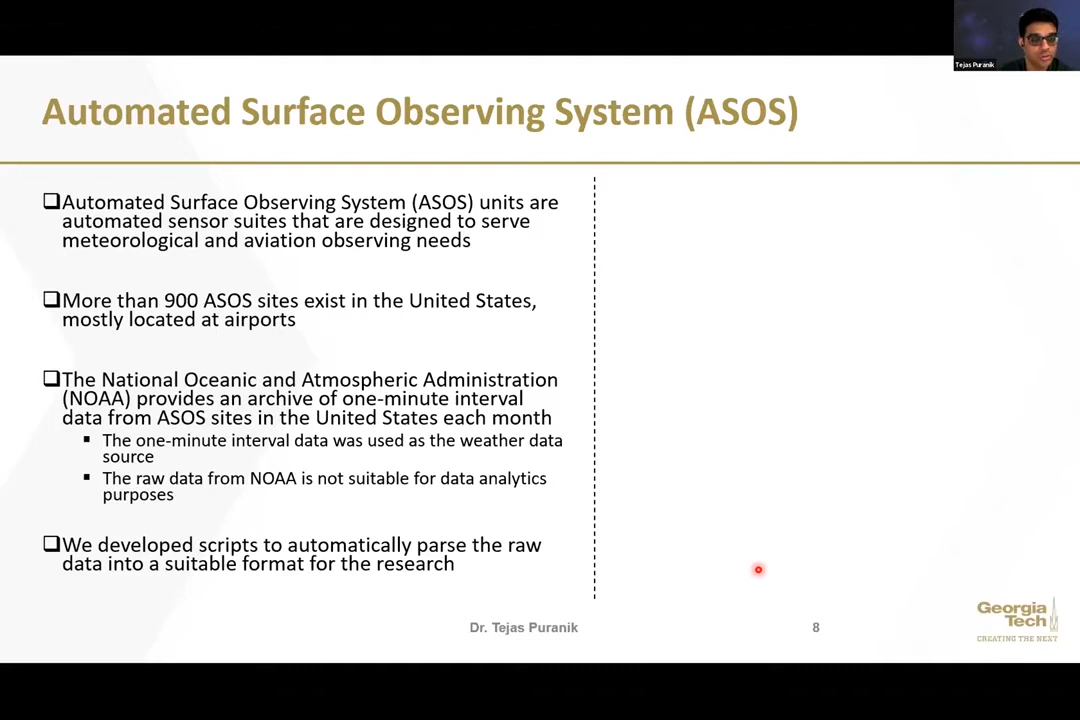 Tejas Puranik
Automated Surface Observing System (ASOS)
Automated Surface Observing System (ASOS) units are
automated sensor suites that are designed to serve
meteorological and aviation observing needs
More than 900 ASOS sites exist in the United States,
mostly located at airports
The National Oceanic and Atmospheric Administration
(NOAA) provides an archive of one-minute interval
data from ASOS sites in the United States each month
The one-minute interval data was used as the weather data
source
The raw data from NOAA is not suitable for data analytics
purposes
We developed scripts to automatically parse the raw
data into a suitable format for the research
Dr. Tejas Puranik
8
Georgia
Tech
CREATING THE NEXT